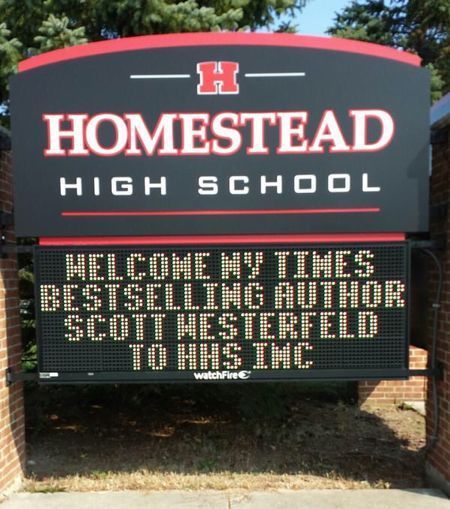 H
HOMESTEAD
HIGH SCHOOL
WELCOME NY TIMES
BESTSELLING AUTHOR
SCOTT WESTERFELD
TO HHS IMC
watchFire